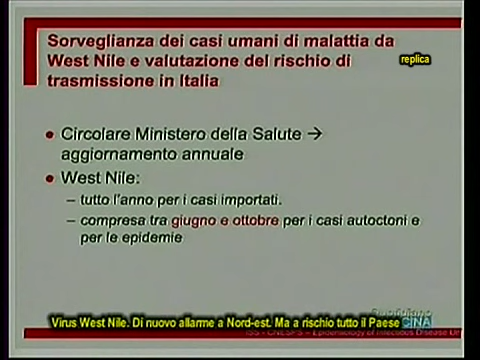 Sorveglianza dei casi umani di malattia da
West Nile e valutazione del rischio di
trasmissione in Italia
replica
• Circolare Ministero della Salute →
aggiornamento annuale
• West Nile:
– tutto l'anno per i casi importati.
– compresa tra giugno e ottobre per i casi autoctoni e
per le epidemie
Virus West Nile. Di nuovo allarme a Nord-est. Ma a rischio tutto il Paese